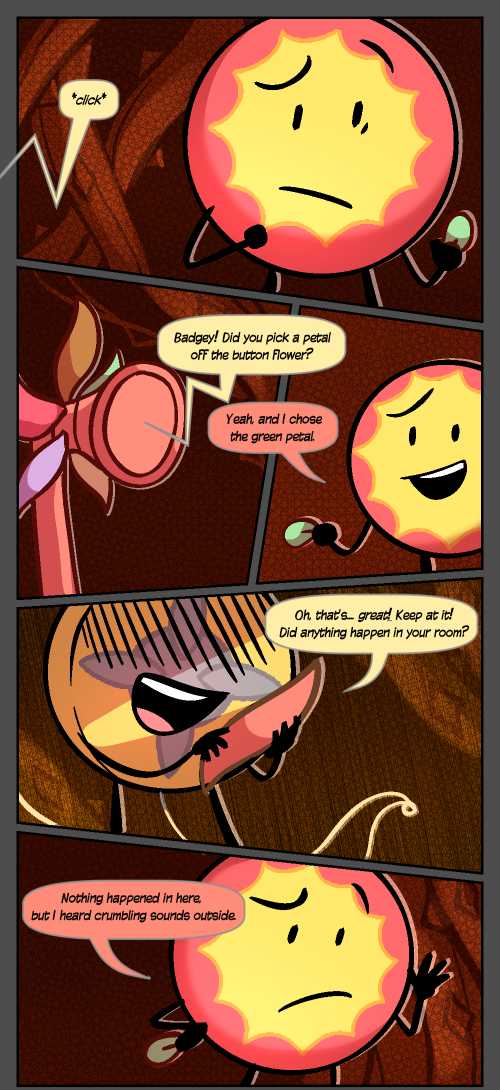 *click*
Badgey! Did you pick a petal
off the button flower?
Yeah, and I chose
the green petal.
Oh, that's... great! Keep at it!
Did anything happen in your room?
Nothing happened in here,
but I heard crumbling sounds outside.